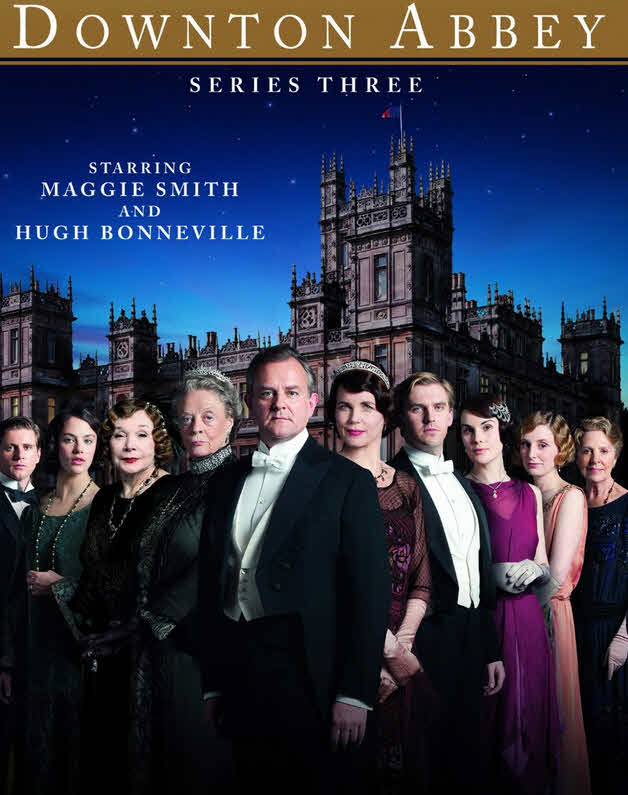 DOWNTON ABBEY
SERIES THREE
STARRING
MAGGIE SMITH
AND
HUGH BONNEVILLE